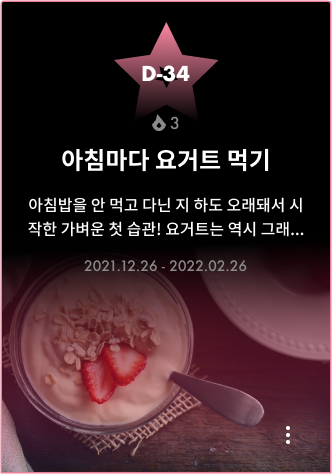 D-34
3
아침마다 요거트 먹기
아침밥을 안 먹고 다닌 지 하도 오래돼서 시
작한 가벼운 첫 습관! 요거트는 역시 그래...
2021.12.26 - 2022.02.26